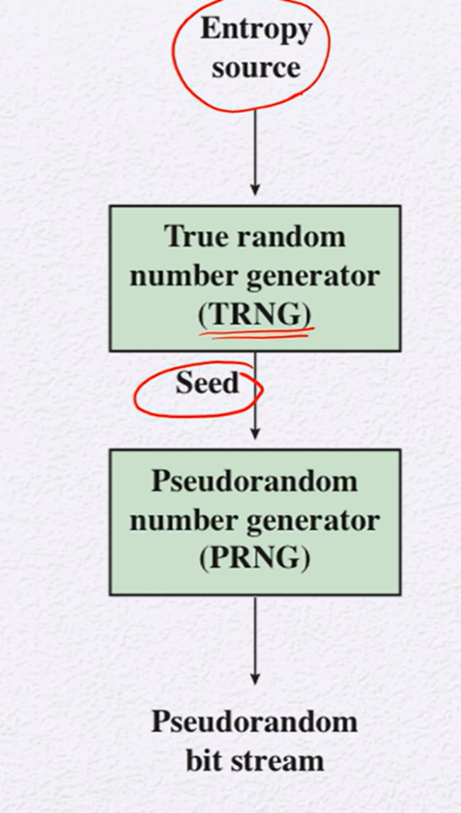 Entropy
source
True random
number generator
(TRNG)
Seed
Pseudorandom
number generator
(PRNG)
Pseudorandom
bit stream